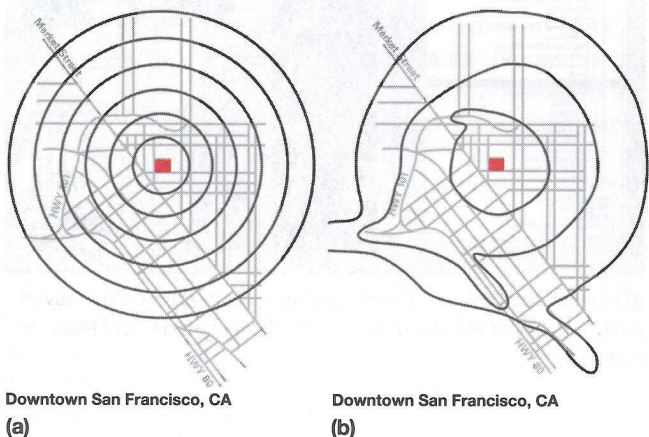 Market Street
HWY 101
HWY 80
Downtown San Francisco, CA
(a)
Market Street
HWY 101
HWY 80
Downtown San Francisco, CA
(b)